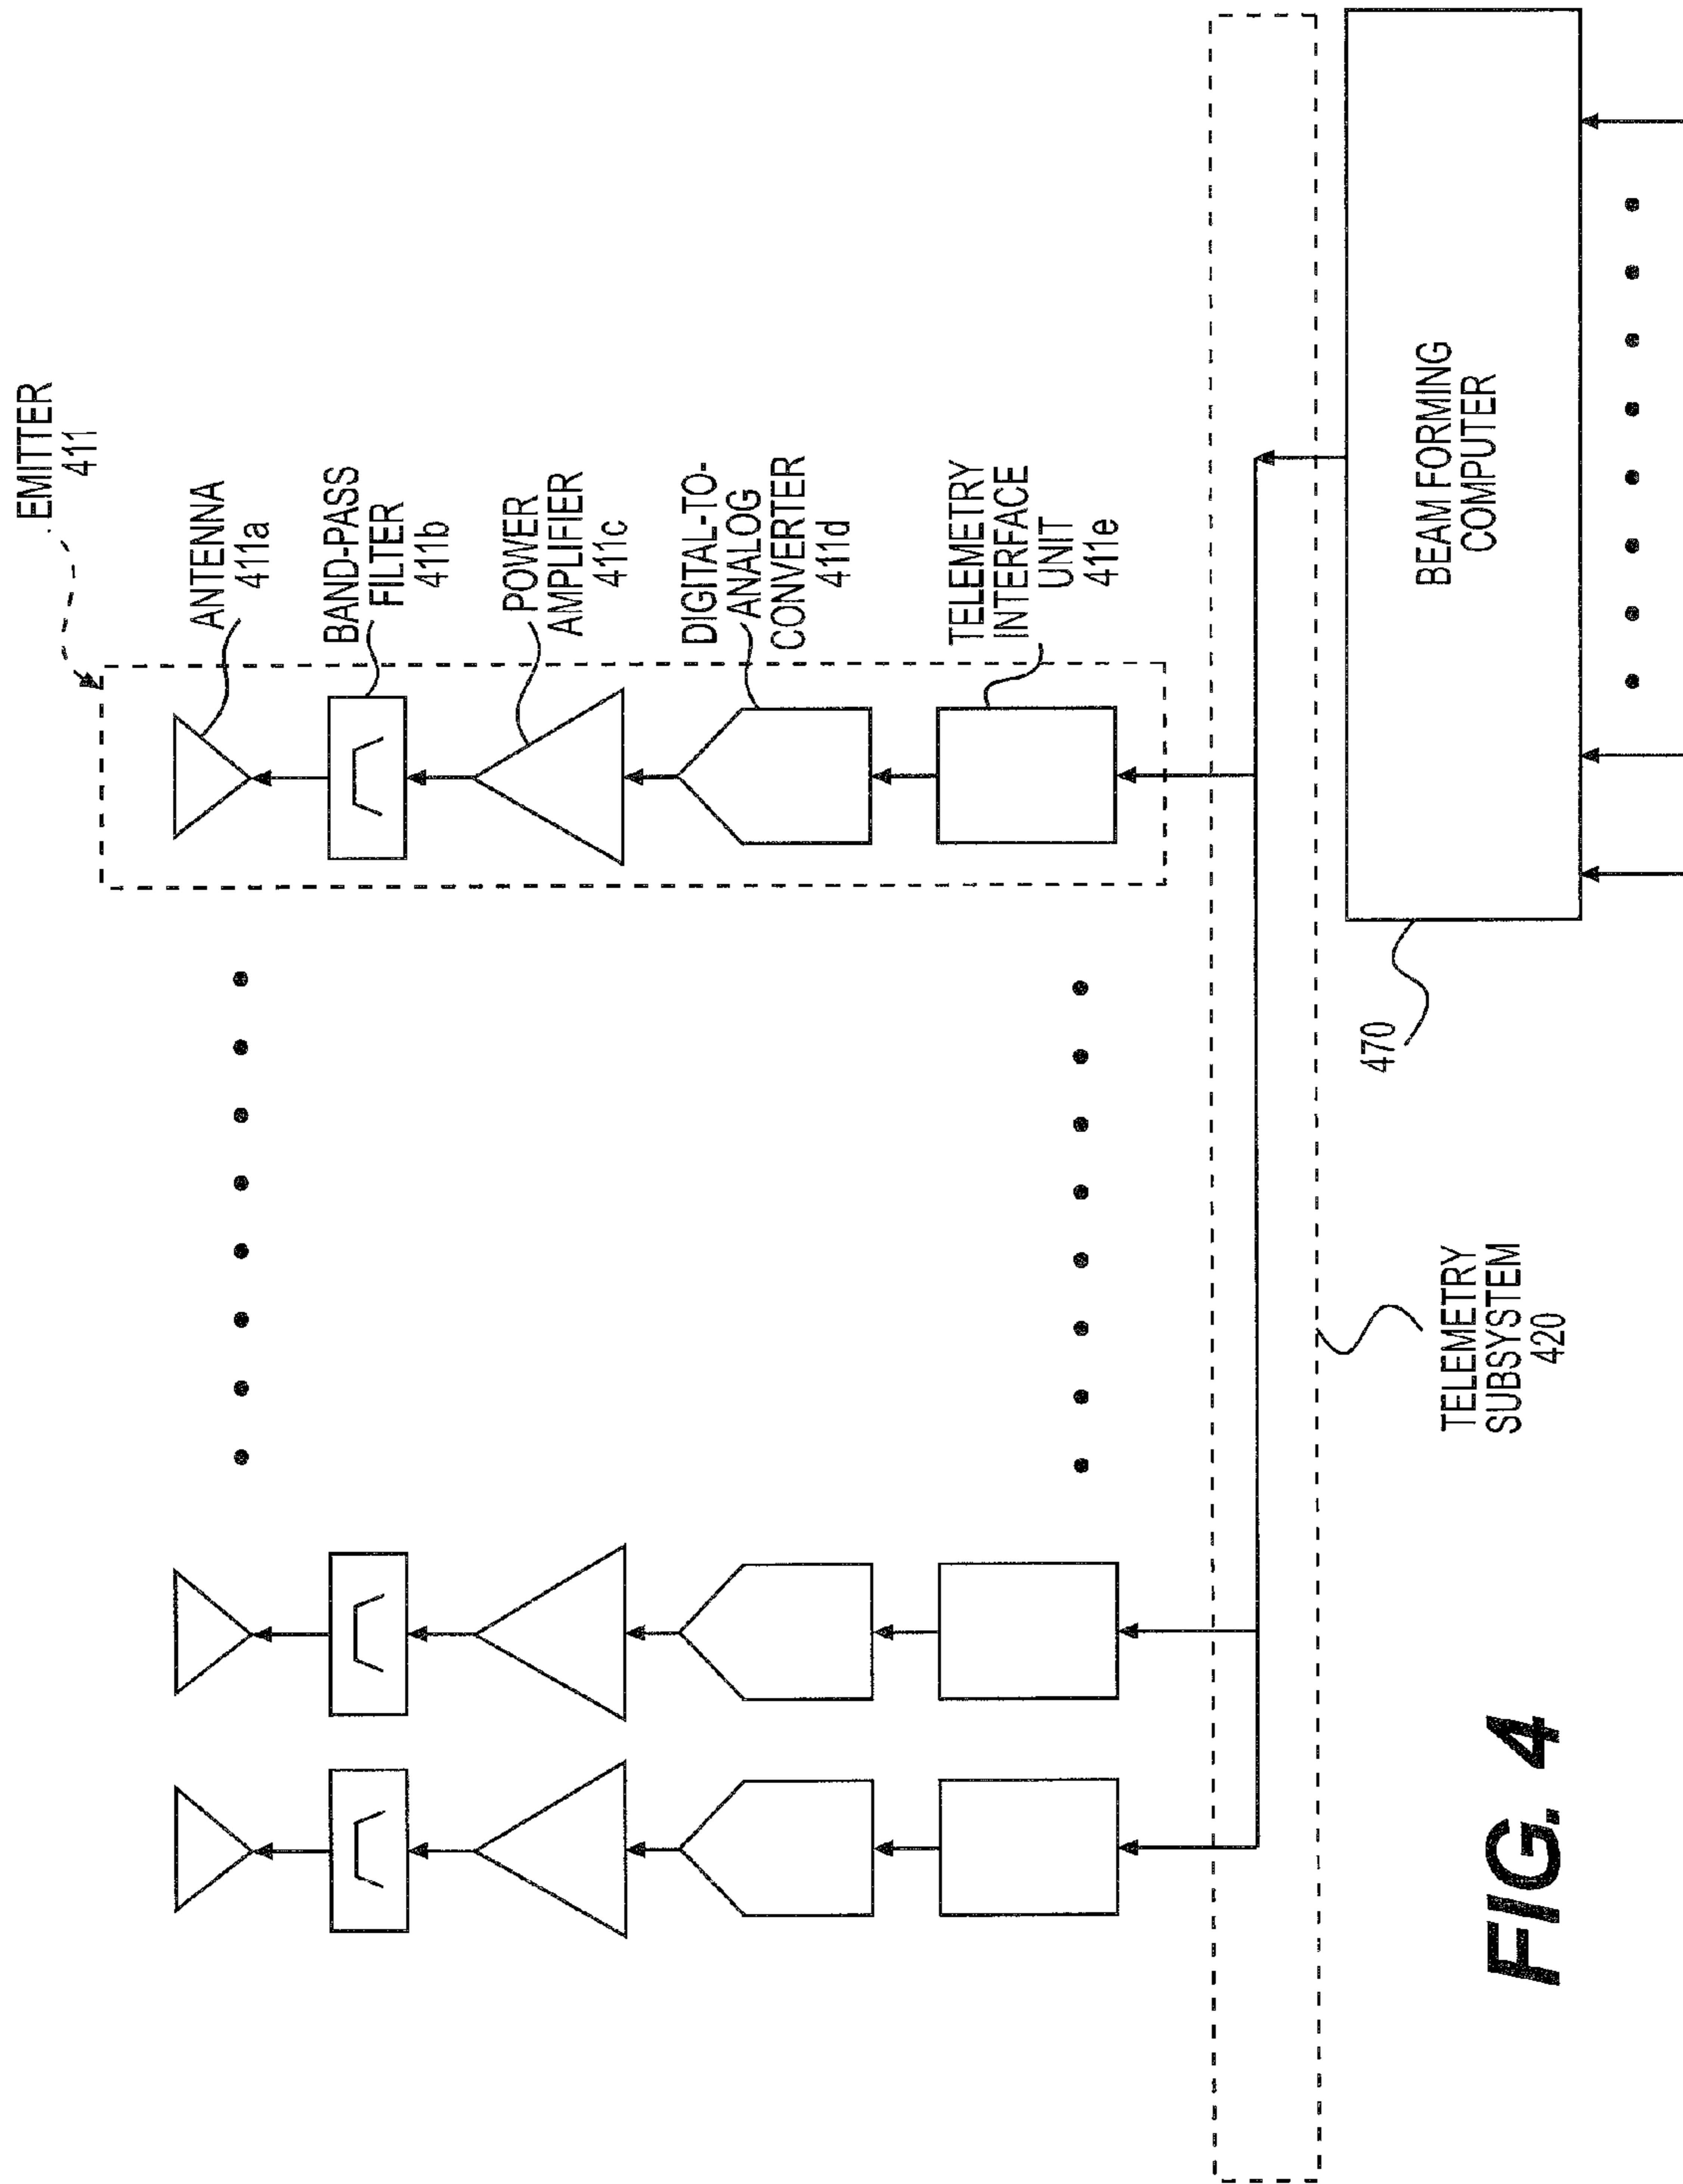 EMITTER
411
ANTENNA
411a
BAND-PASS
FILTER
411b
POWER
AMPLIFIER
411c
DIGITAL-TO-
ANALOG
CONVERTER
411d
TELEMETRY
INTERFACE
UNIT
411e
BEAM FORMING
COMPUTER
470
TELEMETRY
SUBSYSTEM
420
FIG. 4